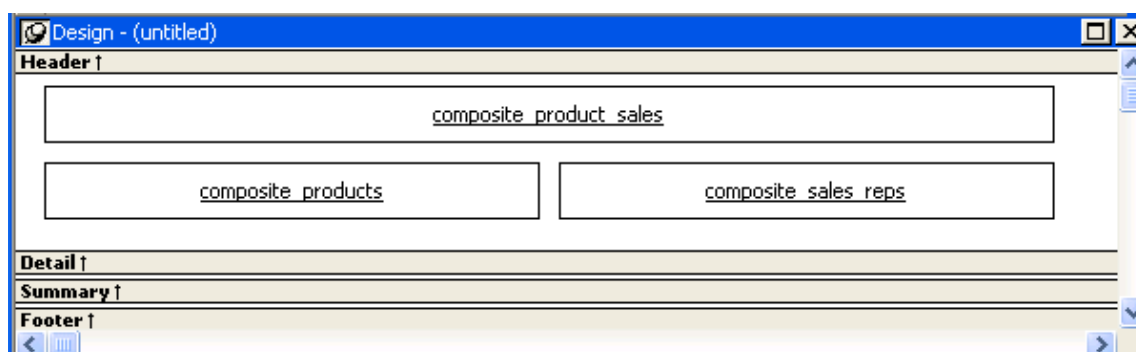 Design - (untitled)
Header ↑
composite_product_sales
composite_products composite_sales_reps
Detail ↑
Summary ↑
Footer ↑